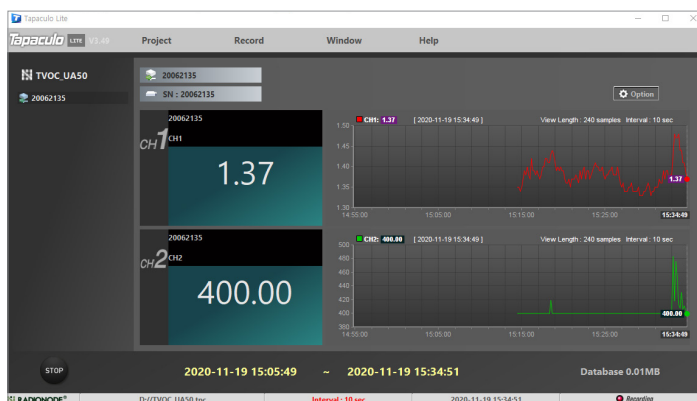 Tapaculo Lite
Tapaculo LITE V3.48
Project Record Window Help
TVOC_UA50
20062135
20062135
SN : 20062135
Option
20062135
CH1 CH1
1.37
CH1: 1.37 [ 2020-11-19 15:34:49 ] View Length : 240 samples Interval : 10 sec
1.50
1.45
1.40
1.35
1.30
1.37
14:55:00 15:05:00 15:15:00 15:25:00 15:34:49
20062135
CH2 CH2
400.00
CH2: 400.00 [ 2020-11-19 15:34:49 ] View Length : 240 samples Interval : 10 sec
500
480
460
440
420
400
380
400.00
14:55:00 15:05:00 15:15:00 15:25:00 15:34:49
STOP
2020-11-19 15:05:49 ~ 2020-11-19 15:34:51
Database 0.01MB
RADIONODE® D://TVOC_UA50.tpc Interval : 10 sec 2020-11-19 15:34:51 Recording